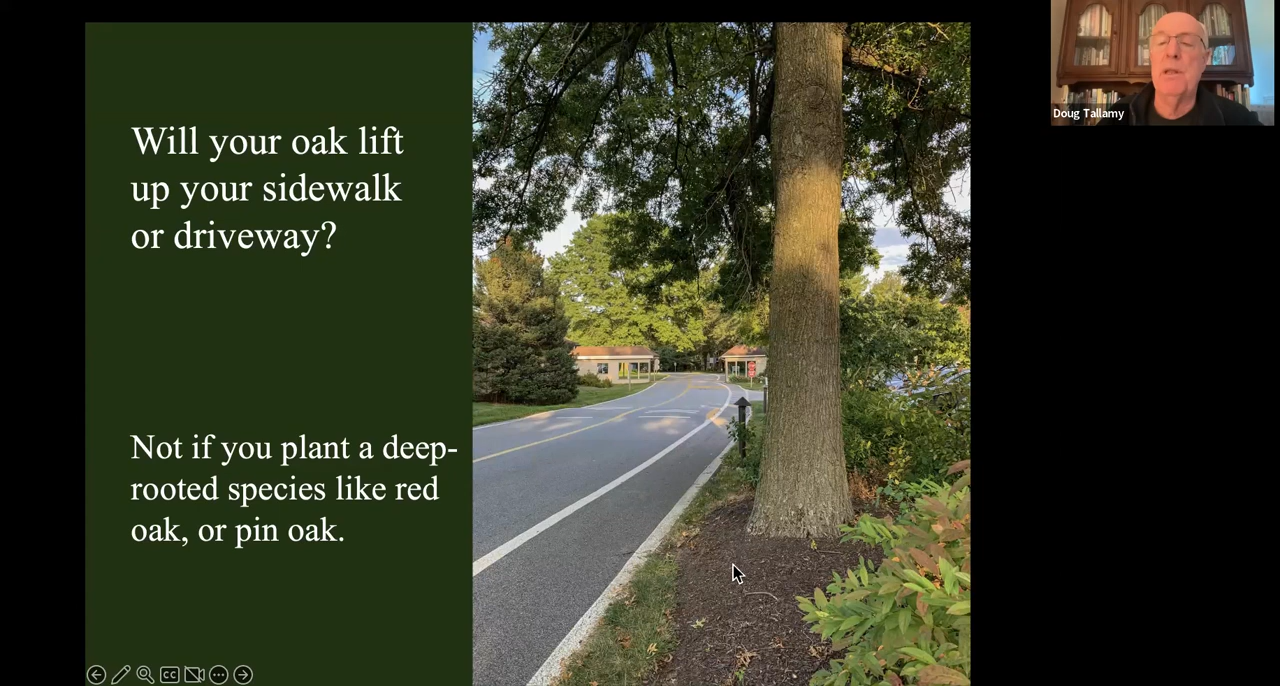 Will your oak lift
up your sidewalk
or driveway?
Not if you plant a deep-
rooted species like red
oak, or pin oak.
Doug Tallamy
CC